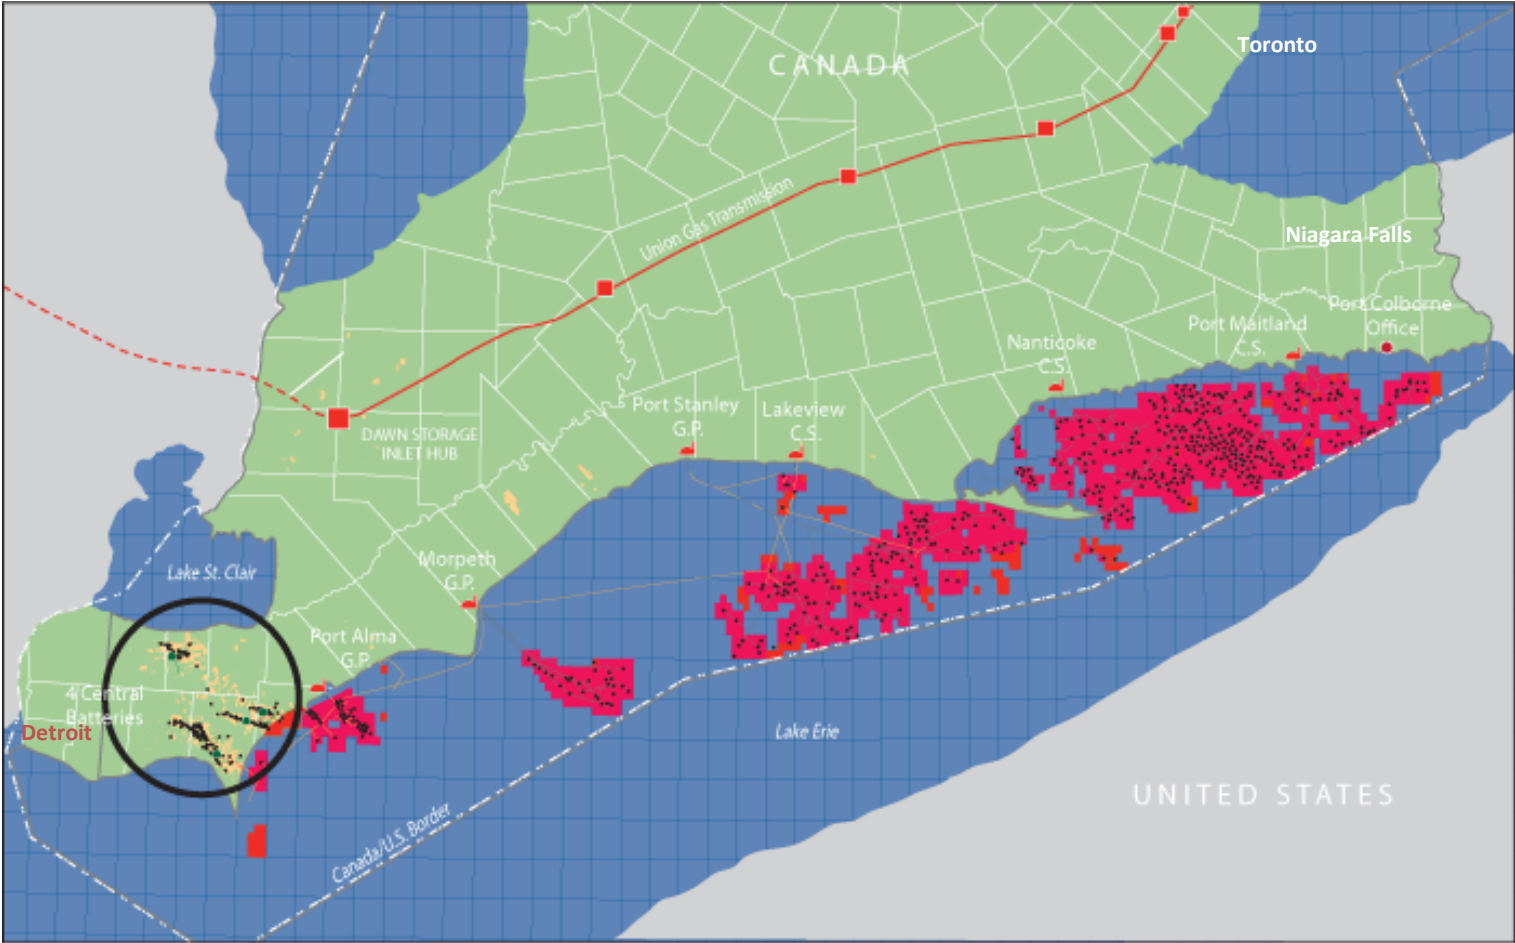 Toronto
CANADA
Union Gas Transmission
Niagara Falls
Port Colborne
Office
Port Maitland
C.S.
Nanticoke
C.S.
Port Stanley
G.P.
Lakeview
C.S.
DAWN STORAGE
INLET HUB
Morpeth
G.P.
Lake St. Clair
Port Alma
G.P.
4 Central
Batteries
Detroit
Lake Erie
UNITED STATES
Canada/U.S. Border